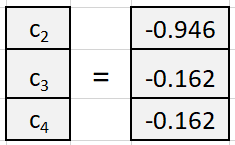 c₂ -0.946
c₃ = -0.162
c₄ -0.162